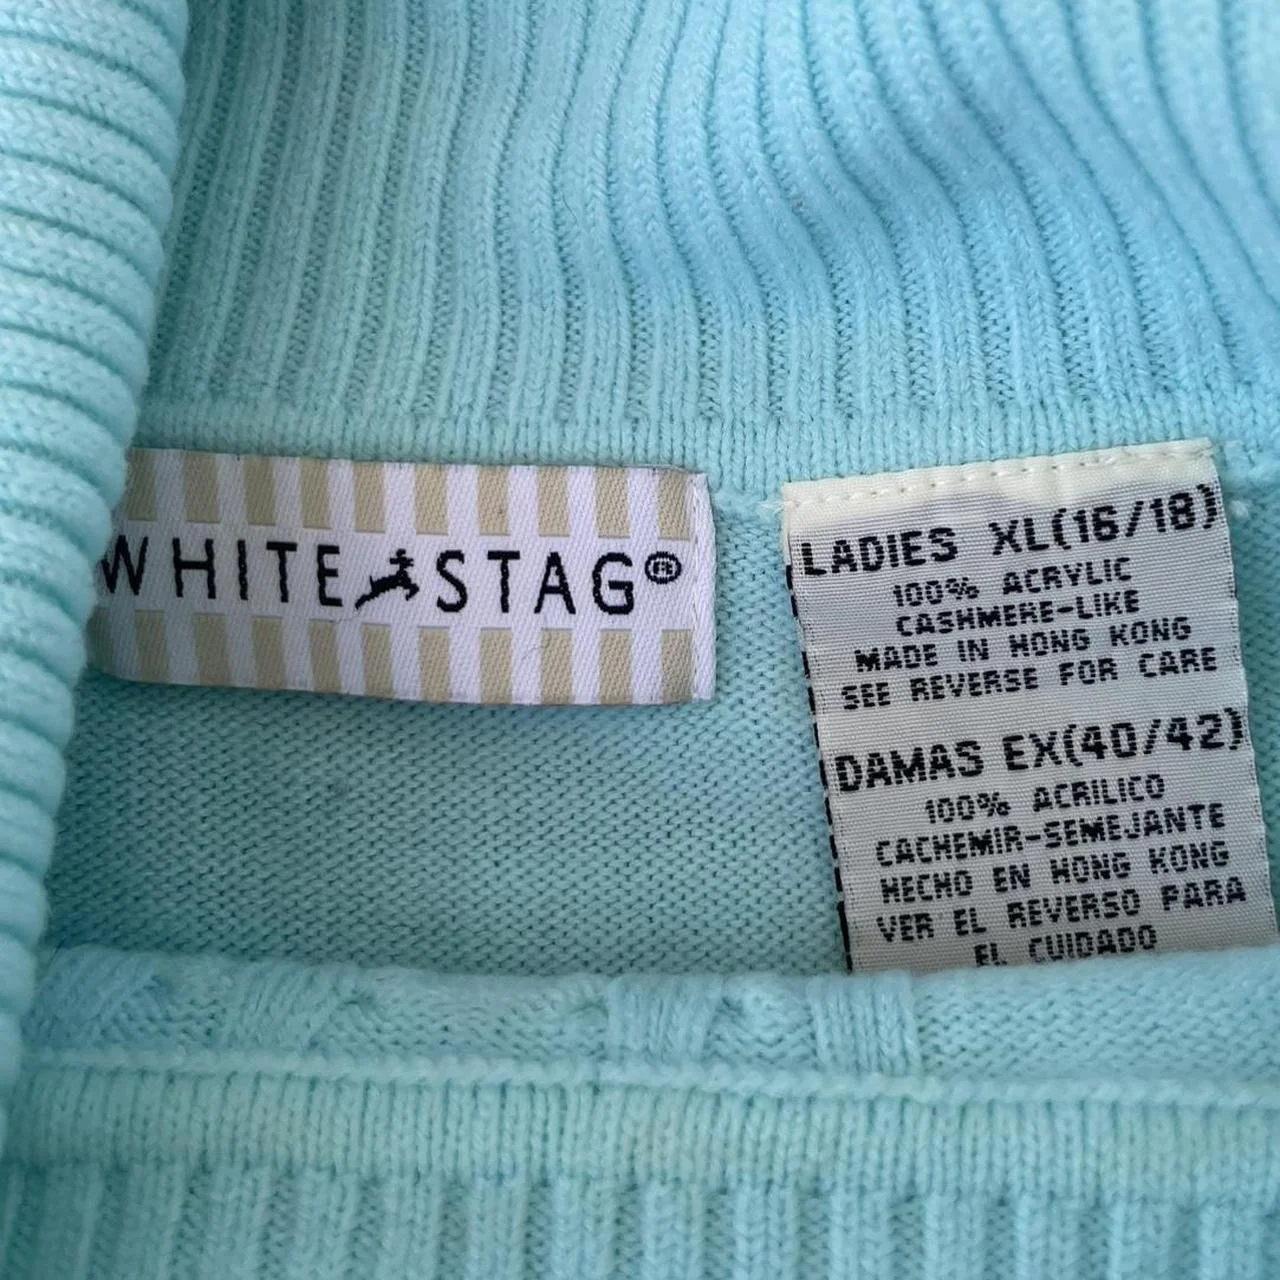 WHITE STAG®
LADIES XL(16/18)
100% ACRYLIC
CASHMERE-LIKE
MADE IN HONG KONG
SEE REVERSE FOR CARE
DAMAS EX(40/42)
100% ACRILICO
CACHEMIR-SEMEJANTE
HECHO EN HONG KONG
VER EL REVERSO PARA
EL CUIDADO